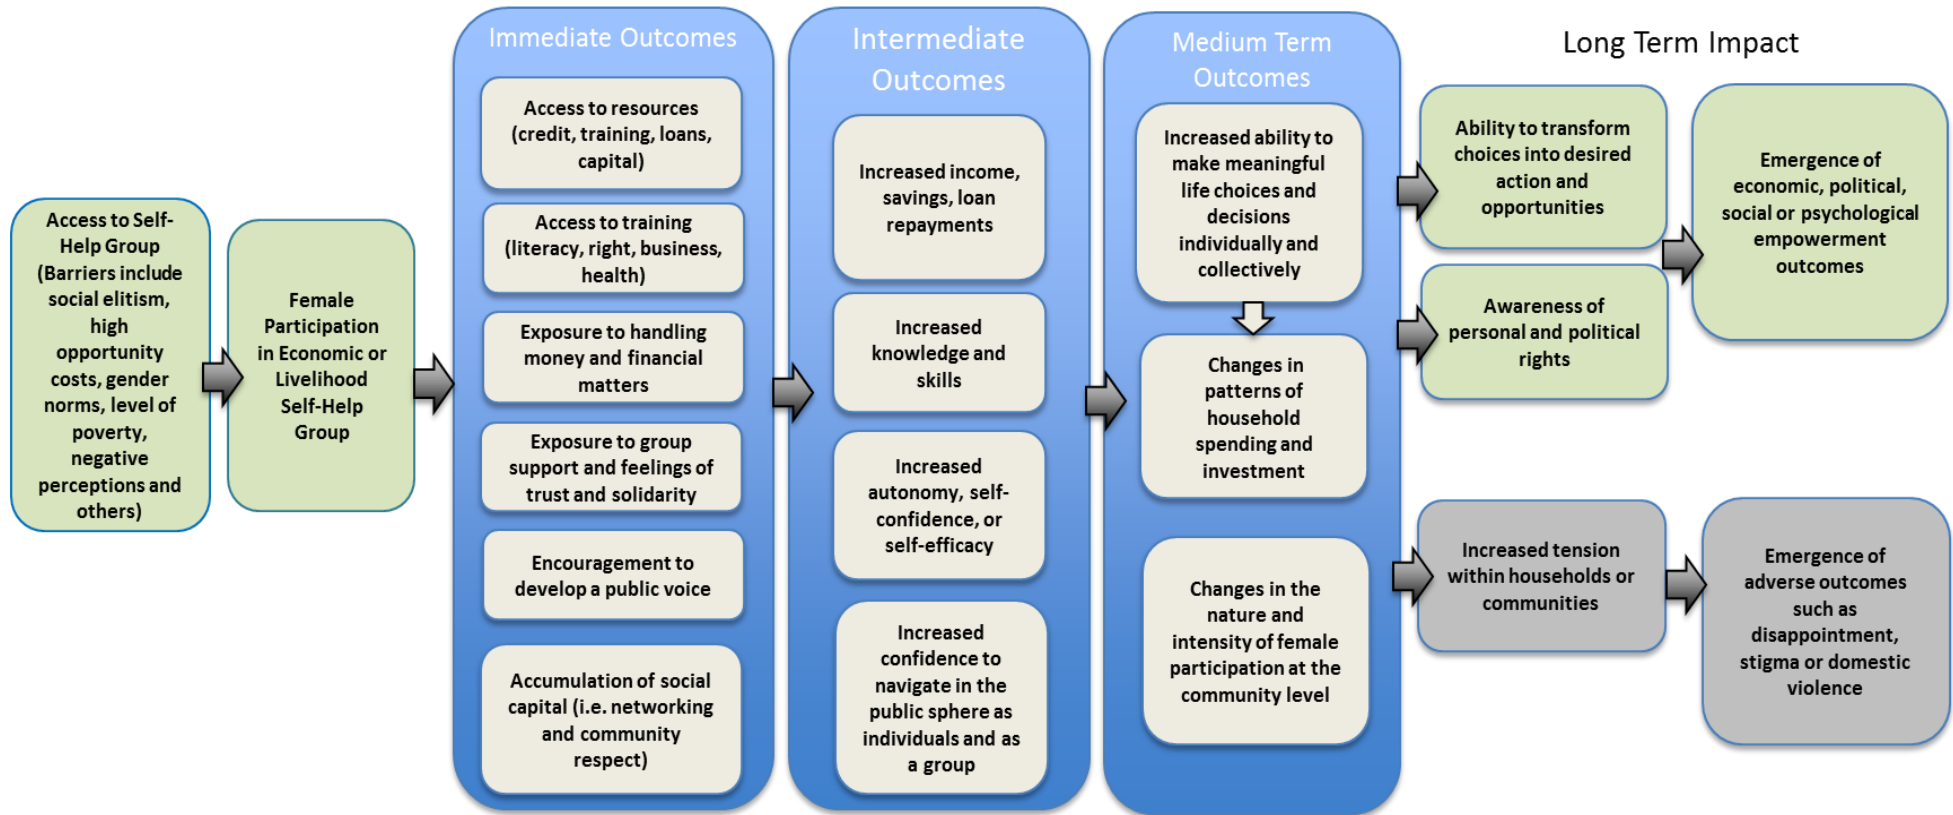 Access to Self-
Help Group
(Barriers include
social elitism,
high
opportunity
costs, gender
norms, level of
poverty,
negative
perceptions and
others)
Female
Participation
in Economic or
Livelihood
Self-Help
Group
Immediate Outcomes
Access to resources
(credit, training, loans,
capital)
Access to training
(literacy, right, business,
health)
Exposure to handling
money and financial
matters
Exposure to group
support and feelings of
trust and solidarity
Encouragement to
develop a public voice
Accumulation of social
capital (i.e. networking
and community
respect)
Intermediate
Outcomes
Increased income,
savings, loan
repayments
Increased
knowledge and
skills
Increased
autonomy, self-
confidence, or
self-efficacy
Increased
confidence to
navigate in the
public sphere as
individuals and as
a group
Medium Term
Outcomes
Increased ability to
make meaningful
life choices and
decisions
individually and
collectively
Changes in
patterns of
household
spending and
investment
Changes in the
nature and
intensity of female
participation at the
community level
Long Term Impact
Ability to transform
choices into desired
action and
opportunities
Awareness of
personal and political
rights
Emergence of
economic, political,
social or psychological
empowerment
outcomes
Increased tension
within households or
communities
Emergence of
adverse outcomes
such as
disappointment,
stigma or domestic
violence